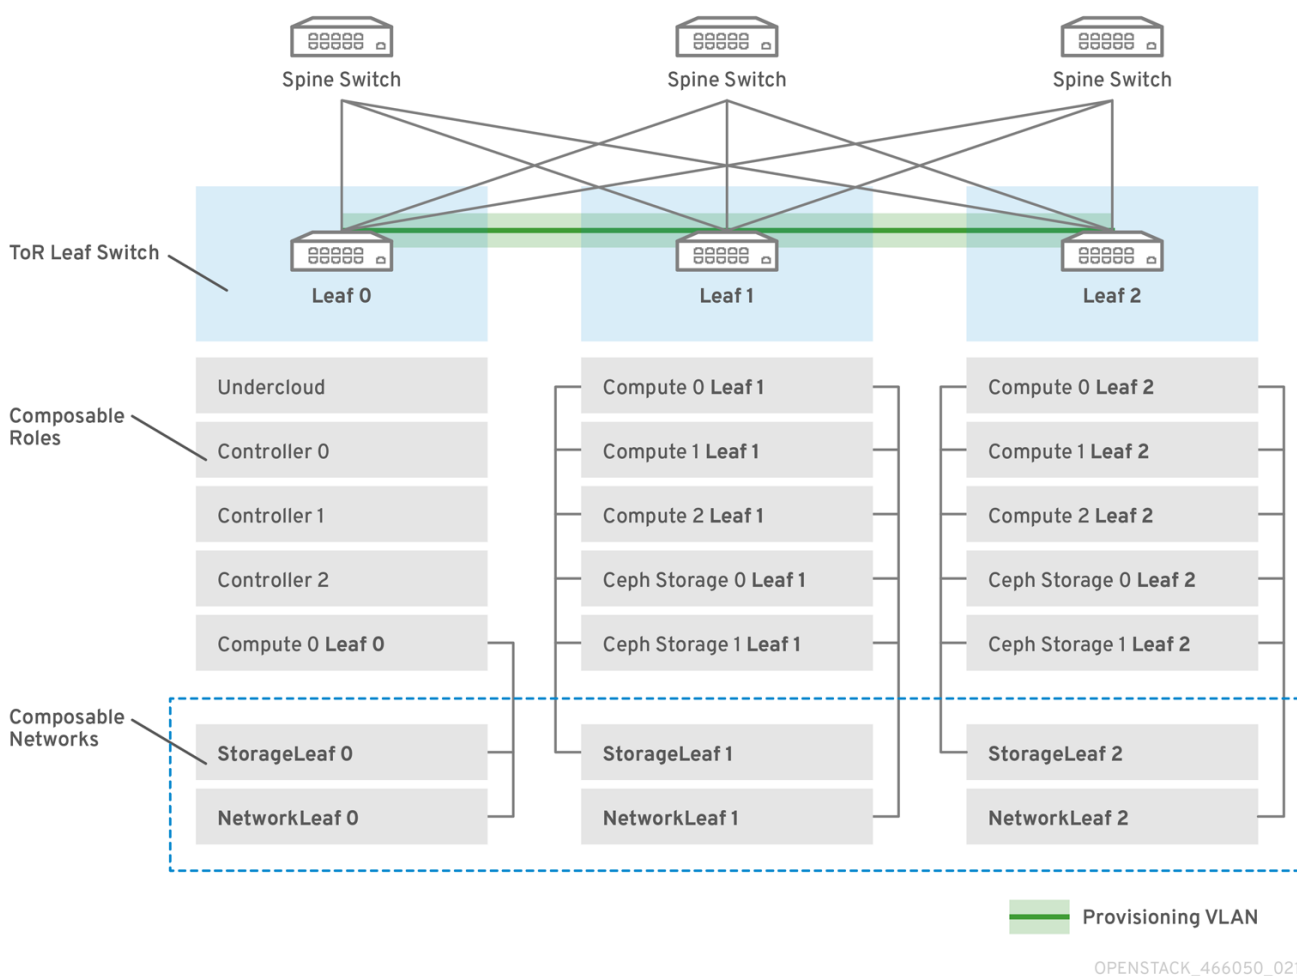 Spine Switch
Spine Switch
Spine Switch
ToR Leaf Switch
Leaf 0
Leaf 1
Leaf 2
Undercloud
Compute 0 Leaf 1
Compute 0 Leaf 2
Composable
Roles
Controller 0
Compute 1 Leaf 1
Compute 1 Leaf 2
Controller 1
Compute 2 Leaf 1
Compute 2 Leaf 2
Controller 2
Ceph Storage 0 Leaf 1
Ceph Storage 0 Leaf 2
Compute 0 Leaf 0
Ceph Storage 1 Leaf 1
Ceph Storage 1 Leaf 2
Composable
Networks
StorageLeaf 0
StorageLeaf 1
StorageLeaf 2
NetworkLeaf 0
NetworkLeaf 1
NetworkLeaf 2
Provisioning VLAN